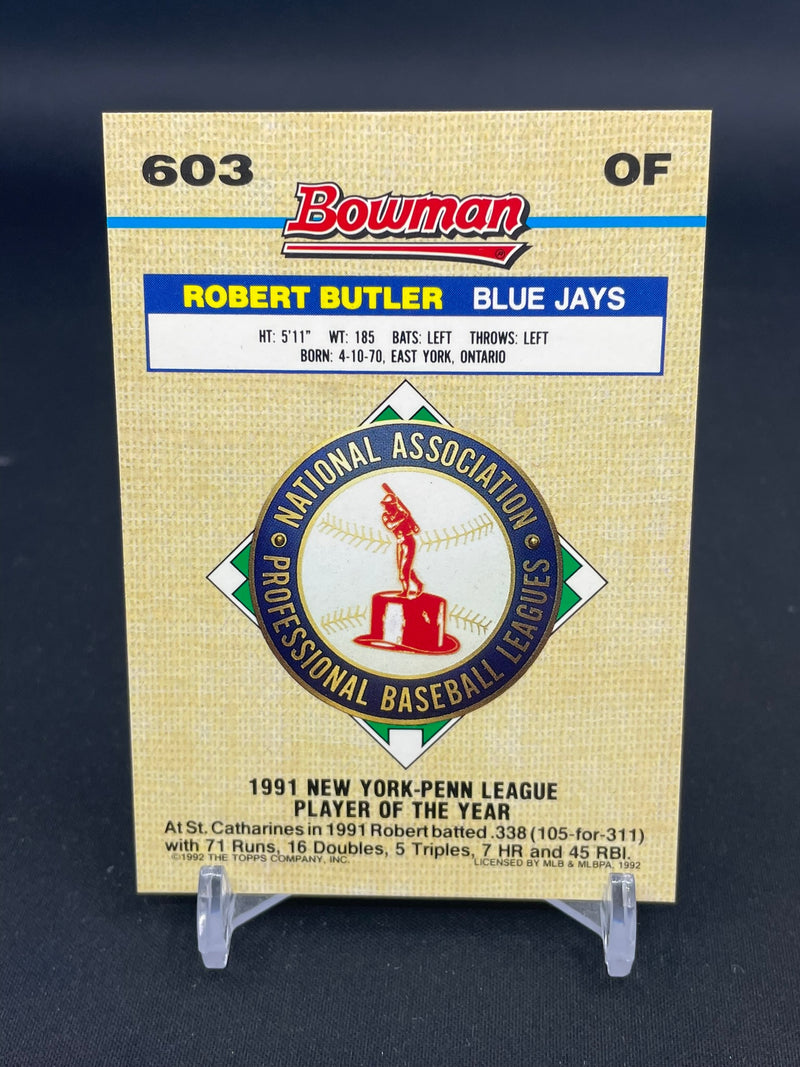 603 OF
Bowman®
ROBERT BUTLER BLUE JAYS
HT: 5'11" WT: 185 BATS: LEFT THROWS: LEFT
BORN: 4-10-70, EAST YORK, ONTARIO
NATIONAL ASSOCIATION
PROFESSIONAL BASEBALL LEAGUES
1991 NEW YORK-PENN LEAGUE
PLAYER OF THE YEAR
At St. Catharines in 1991 Robert batted .338 (105-for-311)
with 71 Runs, 16 Doubles, 5 Triples, 7 HR and 45 RBI.
©1992 THE TOPPS COMPANY, INC. LICENSED BY MLB & MLBPA, 1992